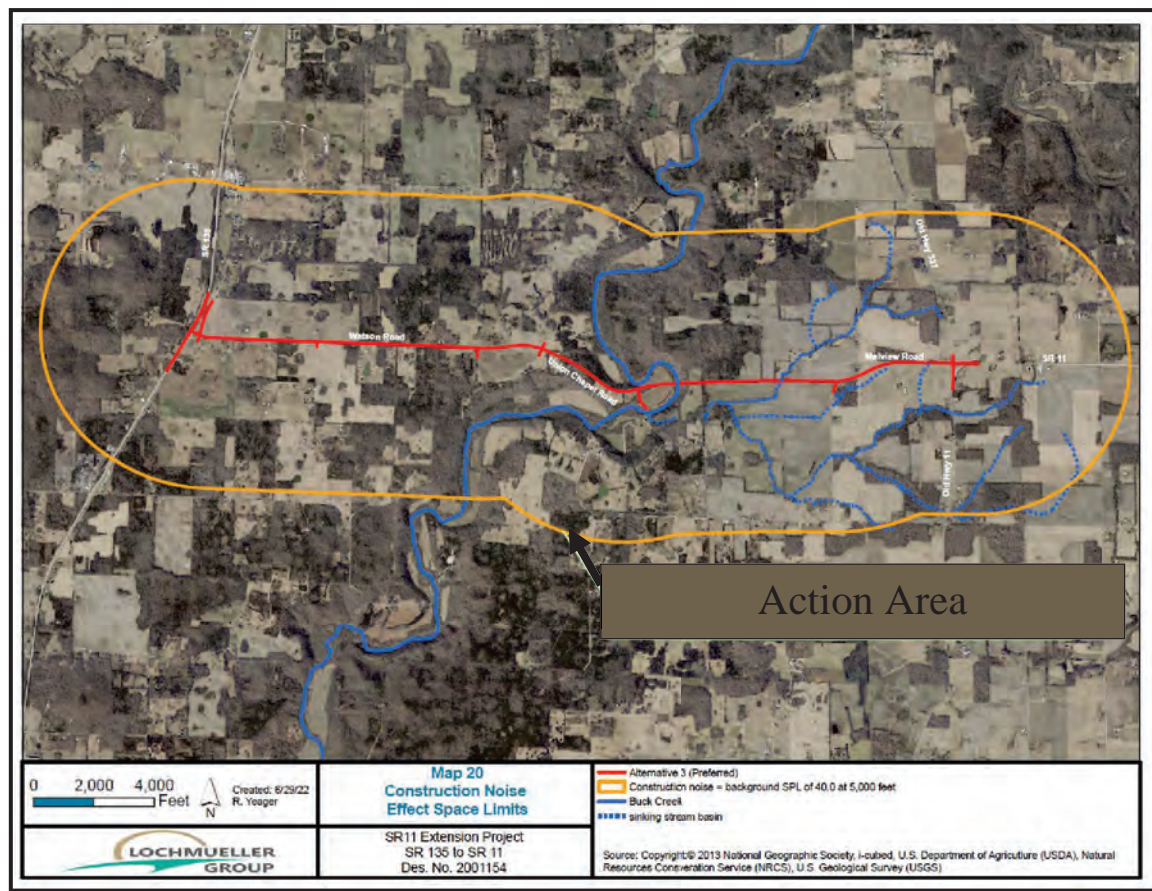 SR 135
Old Hwy 337
Watson Road
Melview Road
SR 11
Union Chapel Road
Old Hwy 11
Action Area
0 2,000 4,000
Feet
N
Created: 6/29/22
R. Yeager
Map 20
Construction Noise
Effect Space Limits
LOCHMUELLER
GROUP
SR11 Extension Project
SR 135 to SR 11
Des. No. 2001154
Alternative 3 (Preferred)
Construction noise = background SPL of 40.0 at 5,000 feet
Buck Creek
sinking stream basin
Source: Copyright:© 2013 National Geographic Society, i-cubed, U.S. Department of Agriculture (USDA), Natural
Resources Conservation Service (NRCS), U.S. Geological Survey (USGS)